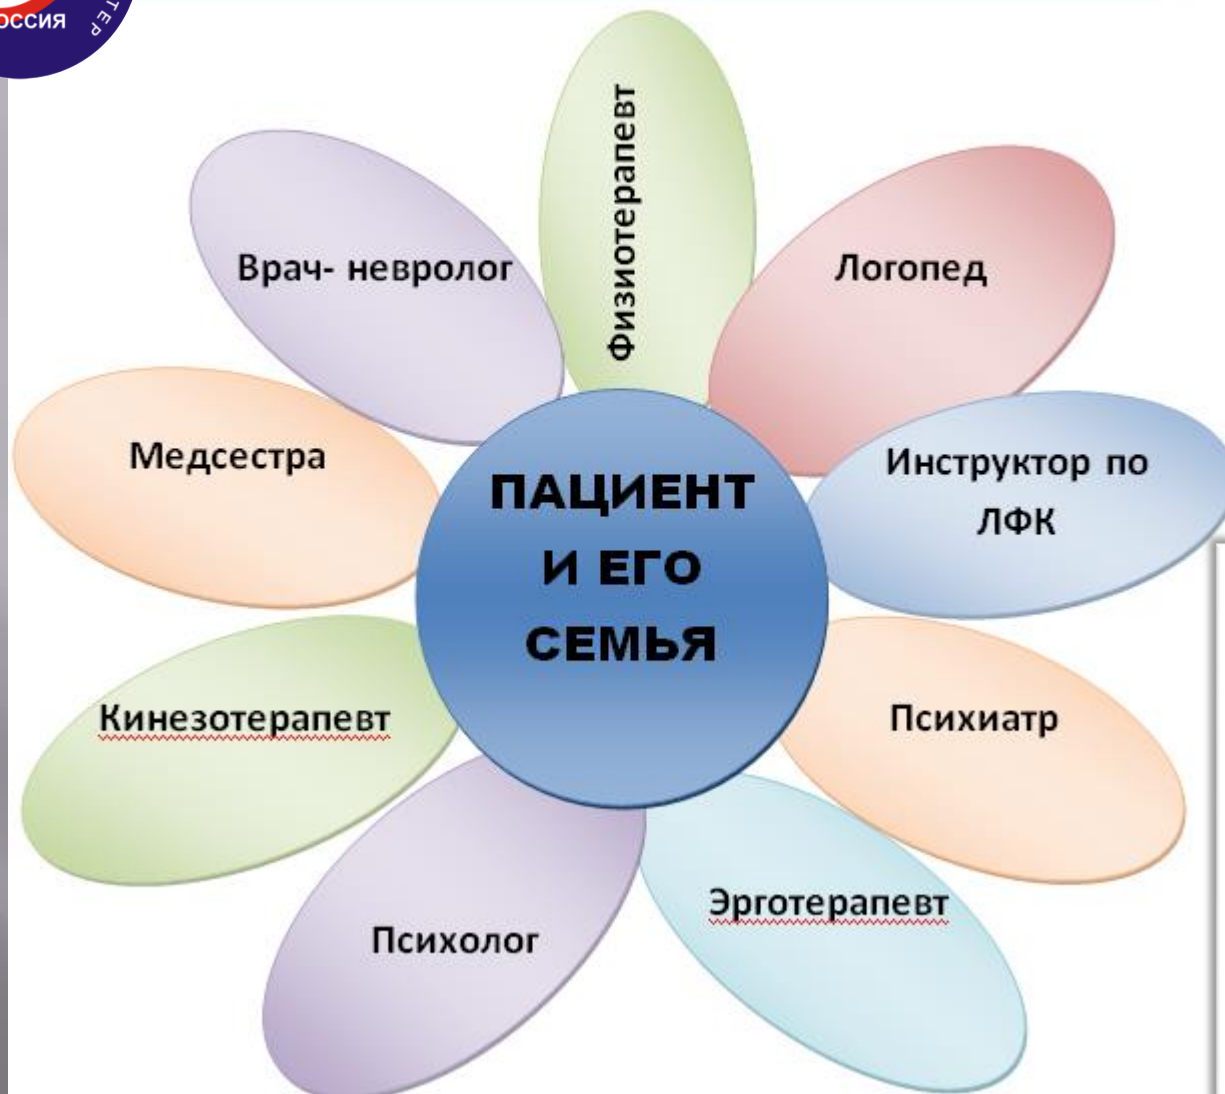 ОССИЯ
ТЕР
Физиотерапевт
Врач- невролог
Логопед
Медсестра
Инструктор по
ЛФК
ПАЦИЕНТ
И ЕГО
СЕМЬЯ
Кинезотерапевт
Психиатр
Эрготерапевт
Психолог